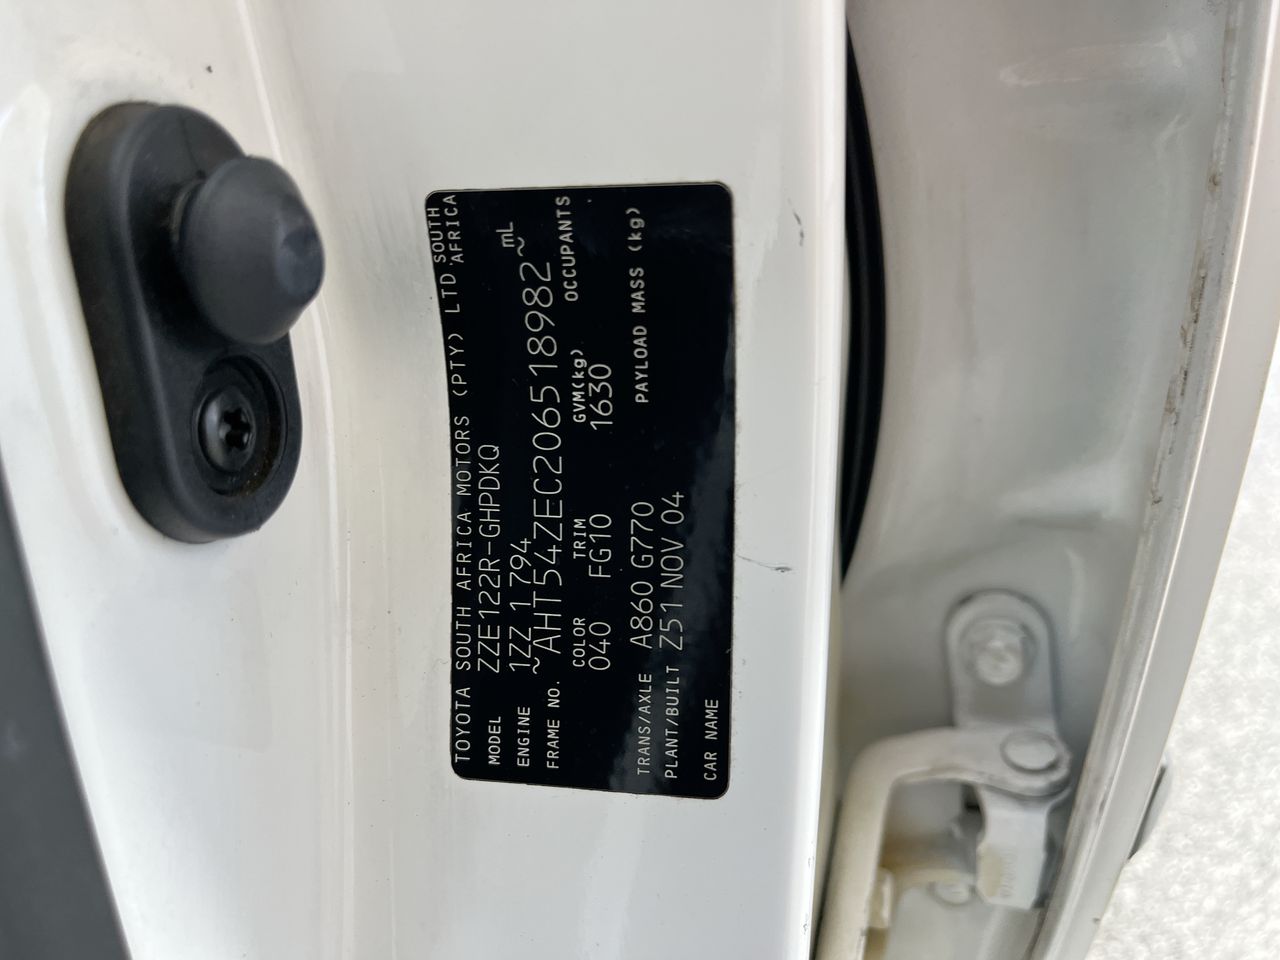 TOYOTA SOUTH AFRICA MOTORS (PTY) LTD SOUTH AFRICA
MODEL ZZE122R-GHPDKQ
ENGINE 1ZZ 1 794 mL
FRAME NO. ~AHT54ZEC206518982~
COLOR TRIM GVM(kg) OCCUPANTS
040 FG10 1630
TRANS/AXLE A860 G770 PAYLOAD MASS (kg)
PLANT/BUILT Z51 NOV 04
CAR NAME